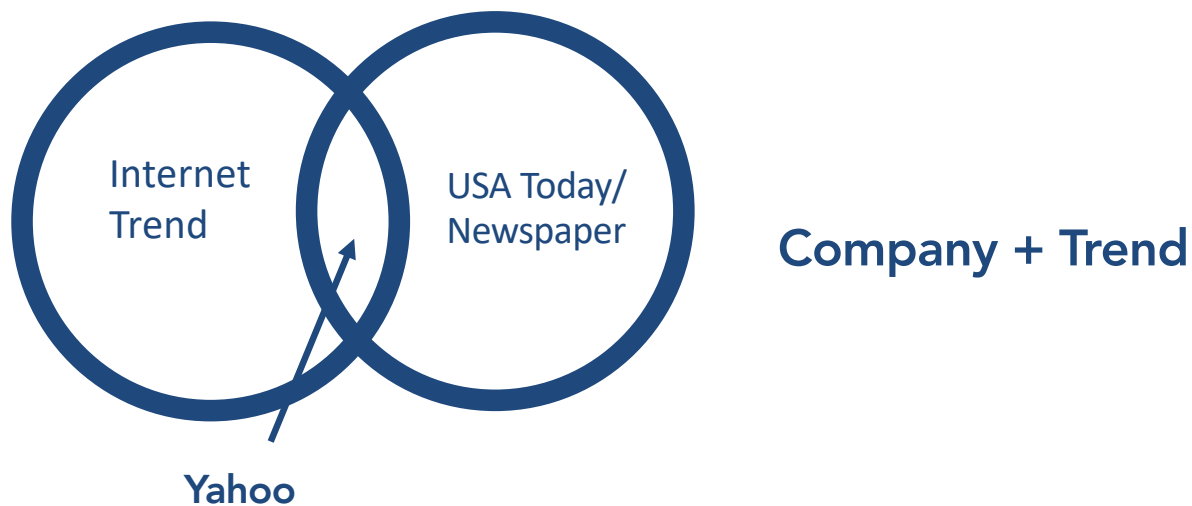 Internet
Trend
USA Today/
Newspaper
Company + Trend
Yahoo